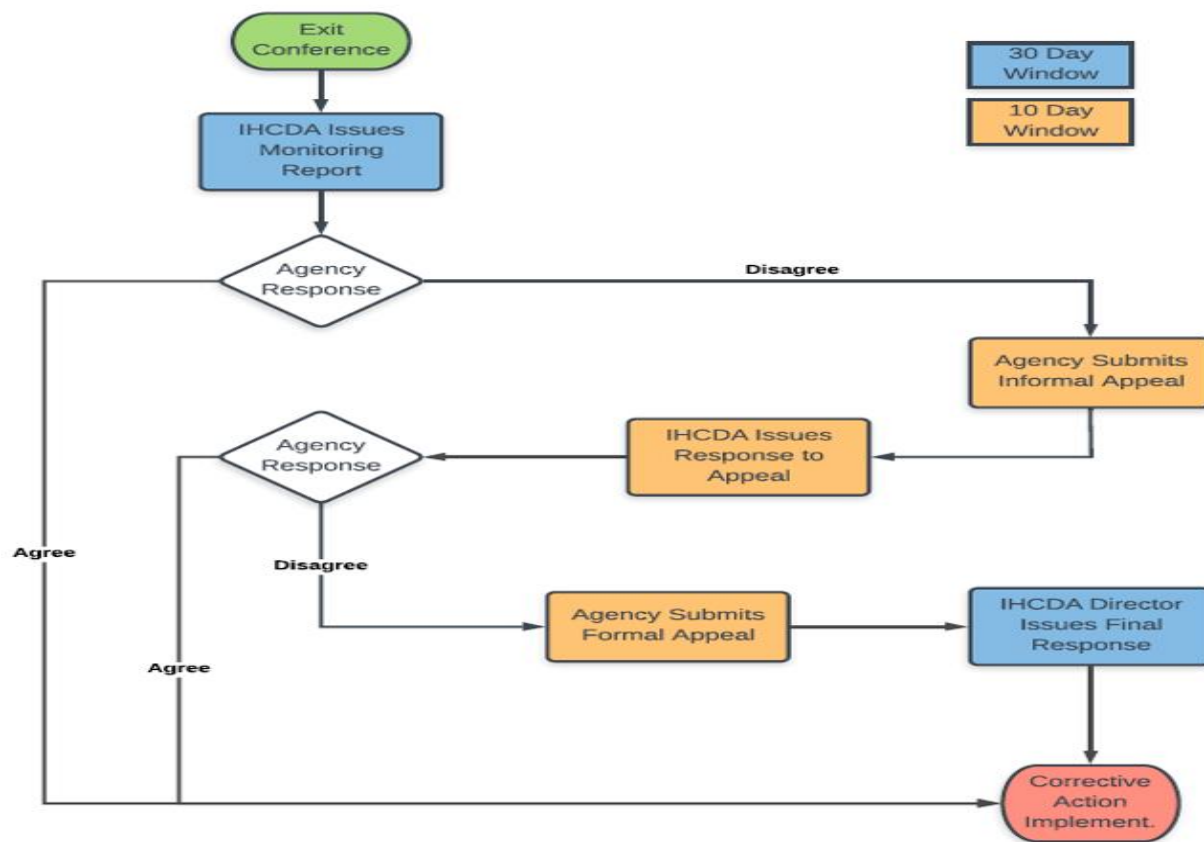 Exit
Conference
30 Day
Window
10 Day
Window
IHCDA Issues
Monitoring
Report
Agency
Response
Disagree
Agency Submits
Informal Appeal
IHCDA Issues
Response to
Appeal
Agency
Response
Agree
Disagree
Agency Submits
Formal Appeal
IHCDA Director
Issues Final
Response
Agree
Corrective
Action
Implement.